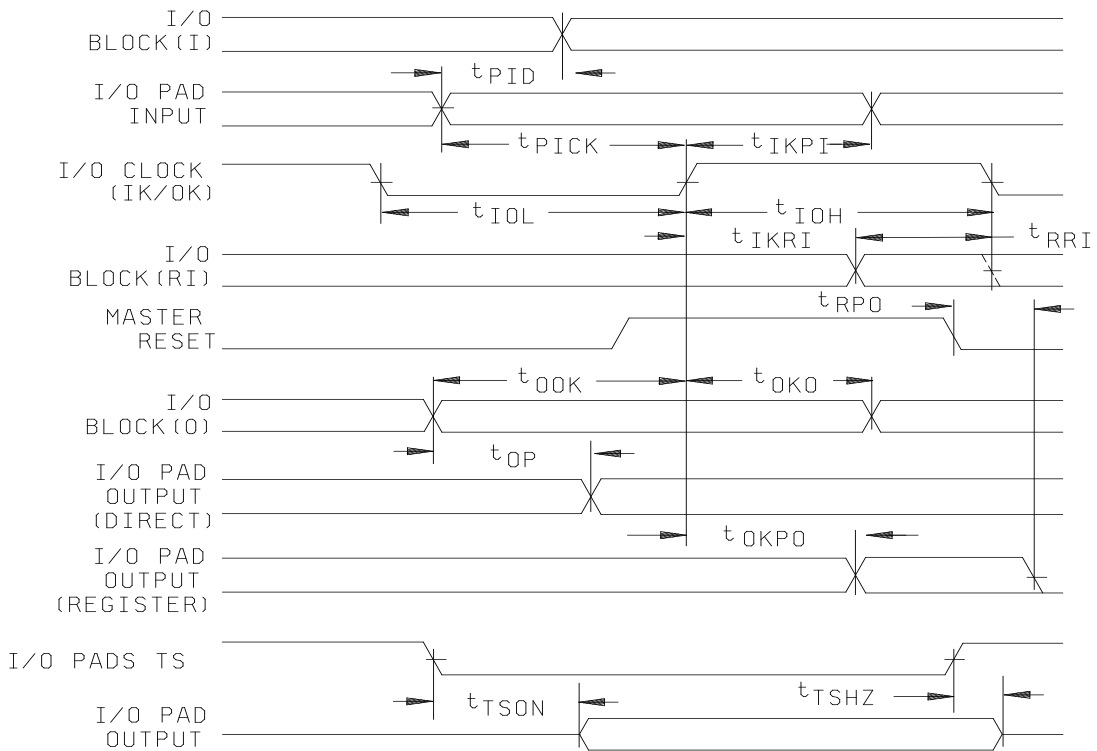 I/O
BLOCK(I)
tPID
I/O PAD
INPUT
tPICK
tIKPI
I/O CLOCK
(IK/OK)
tIOL
tIOH
tIKRI
tRRI
I/O
BLOCK(RI)
tRPO
MASTER
RESET
tOOK
tOKO
I/O
BLOCK(O)
tOP
I/O PAD
OUTPUT
(DIRECT)
tOKPO
I/O PAD
OUTPUT
(REGISTER)
I/O PADS TS
tTSON
tTSHZ
I/O PAD
OUTPUT